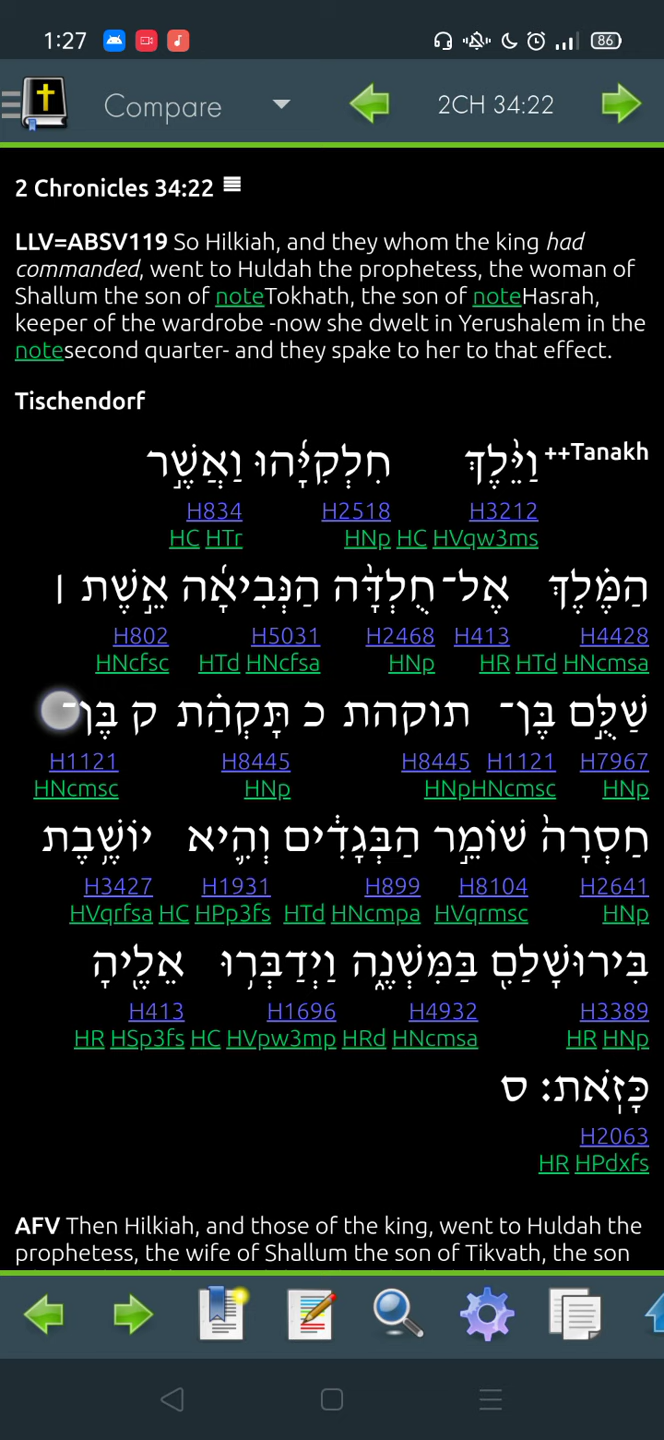 1:27 86
Compare 2CH 34:22
2 Chronicles 34:22
LLV=ABSV119 So Hilkiah, and they whom the king had
commanded, went to Huldah the prophetess, the woman of
Shallum the son of noteTokhath, the son of noteHasrah,
keeper of the wardrobe -now she dwelt in Yerushalem in the
notesecond quarter- and they spake to her to that effect.
Tischendorf
++Tanakh וַיֵּ֨לֶךְ חִלְקִיָּ֜הוּ וַאֲשֶׁ֣ר
H834 H2518 H3212
HC HTr HNp HC HVqw3ms
הַמֶּ֗לֶךְ אֶל־ חֻלְדָּ֨ה הַנְּבִיאָ֜ה אֵ֣שֶׁת ׀
H802 H5031 H2468 H413 H4428
HNcfsc HTd HNcfsa HNp HR HTd HNcmsa
שַׁלֻּ֣ם בֶּן־ תוקהת כ תָּקְהַ֗ת ק בֶּן־
H1121 H8445 H8445 H1121 H7967
HNcmsc HNp HNpHNcmsc HNp
חַסְרָה֙ שׁוֹמֵ֣ר הַבְּגָדִ֔ים וְהִ֛יא יוֹשֶׁ֥בֶת
H3427 H1931 H899 H8104 H2641
HVqrfsa HC HPp3fs HTd HNcmpa HVqrmsc HNp
בִּירוּשָׁלִַ֖ם בַּמִּשְׁנֶ֑ה וַיְדַבְּר֥וּ אֵלֶ֖יהָ
H413 H1696 H4932 H3389
HR HSp3fs HC HVpw3mp HRd HNcmsa HR HNp
כָּזֹֽאת׃ ס
H2063
HR HPdxfs
AFV Then Hilkiah, and those of the king, went to Huldah the
prophetess, the wife of Shallum the son of Tikvath, the son